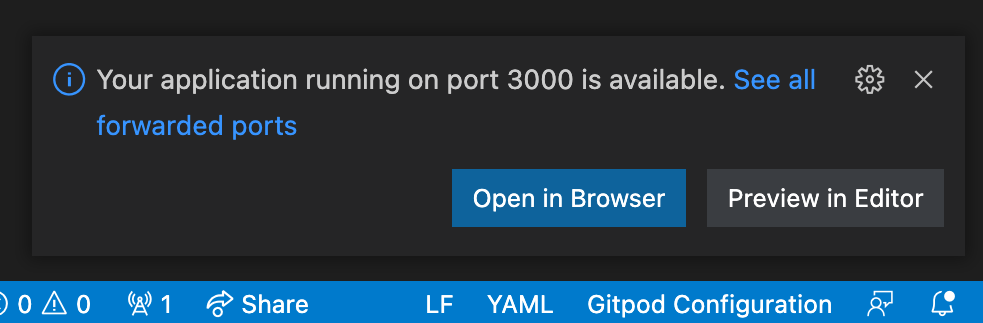 Your application running on port 3000 is available. See all
forwarded ports
Open in Browser Preview in Editor
0 0 1 Share LF YAML Gitpod Configuration